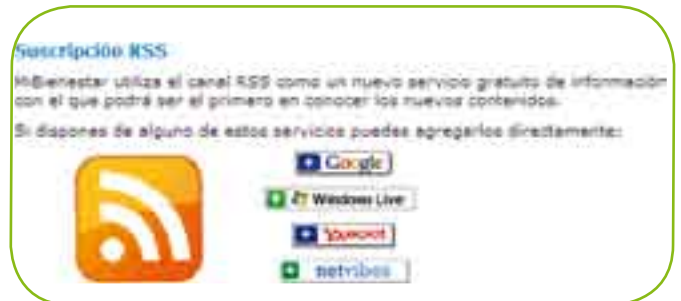 Suscripción RSS
MiBienestar utiliza el canal RSS como un nuevo servicio gratuito de información
con el que podrá ser el primero en conocer los nuevos contenidos.
Si dispones de alguno de estos servicios puedes agregarlos directamente:
Google
Windows Live
Yahoo!
netvibes